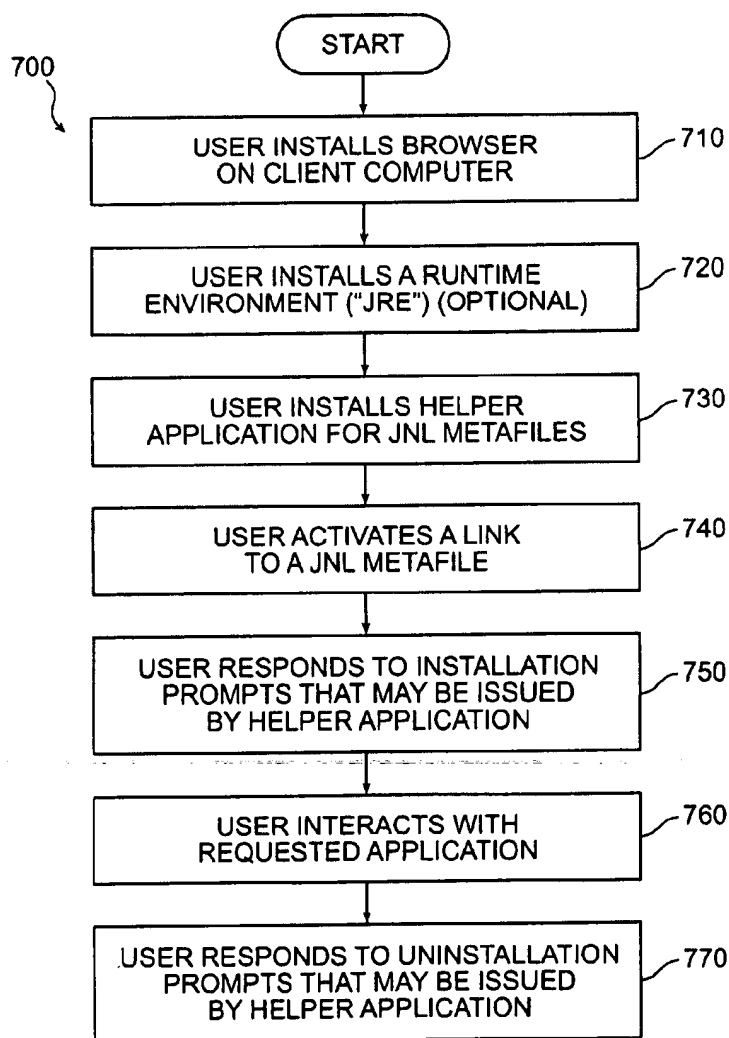 START
700
USER INSTALLS BROWSER
ON CLIENT COMPUTER
710
USER INSTALLS A RUNTIME
ENVIRONMENT ("JRE") (OPTIONAL)
720
USER INSTALLS HELPER
APPLICATION FOR JNL METAFILES
730
USER ACTIVATES A LINK
TO A JNL METAFILE
740
USER RESPONDS TO INSTALLATION
PROMPTS THAT MAY BE ISSUED
BY HELPER APPLICATION
750
USER INTERACTS WITH
REQUESTED APPLICATION
760
USER RESPONDS TO UNINSTALLATION
PROMPTS THAT MAY BE ISSUED
BY HELPER APPLICATION
770